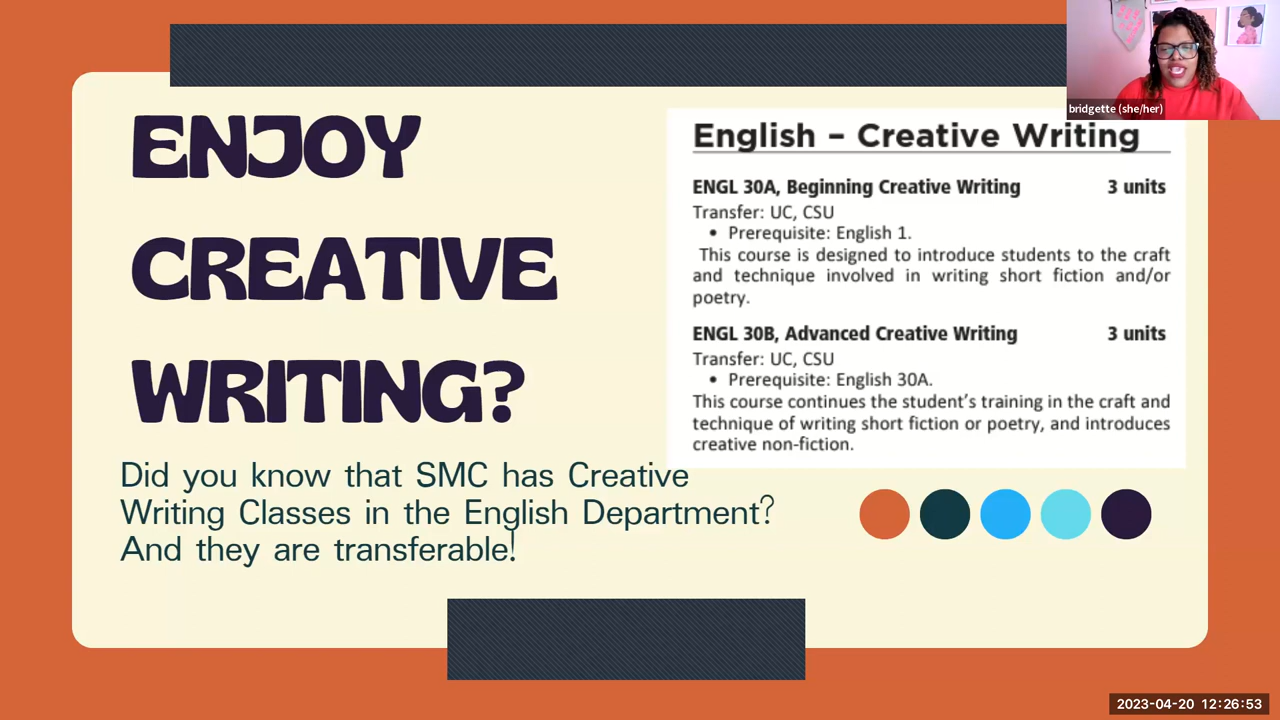 ENJOY
CREATIVE
WRITING?
Did you know that SMC has Creative
Writing Classes in the English Department?
And they are transferable!
English – Creative Writing
ENGL 30A, Beginning Creative Writing 3 units
Transfer: UC, CSU
• Prerequisite: English 1.
This course is designed to introduce students to the craft
and technique involved in writing short fiction and/or
poetry.
ENGL 30B, Advanced Creative Writing 3 units
Transfer: UC, CSU
• Prerequisite: English 30A.
This course continues the student's training in the craft and
technique of writing short fiction or poetry, and introduces
creative non-fiction.
bridgette (she/her)
2023-04-20 12:26:53